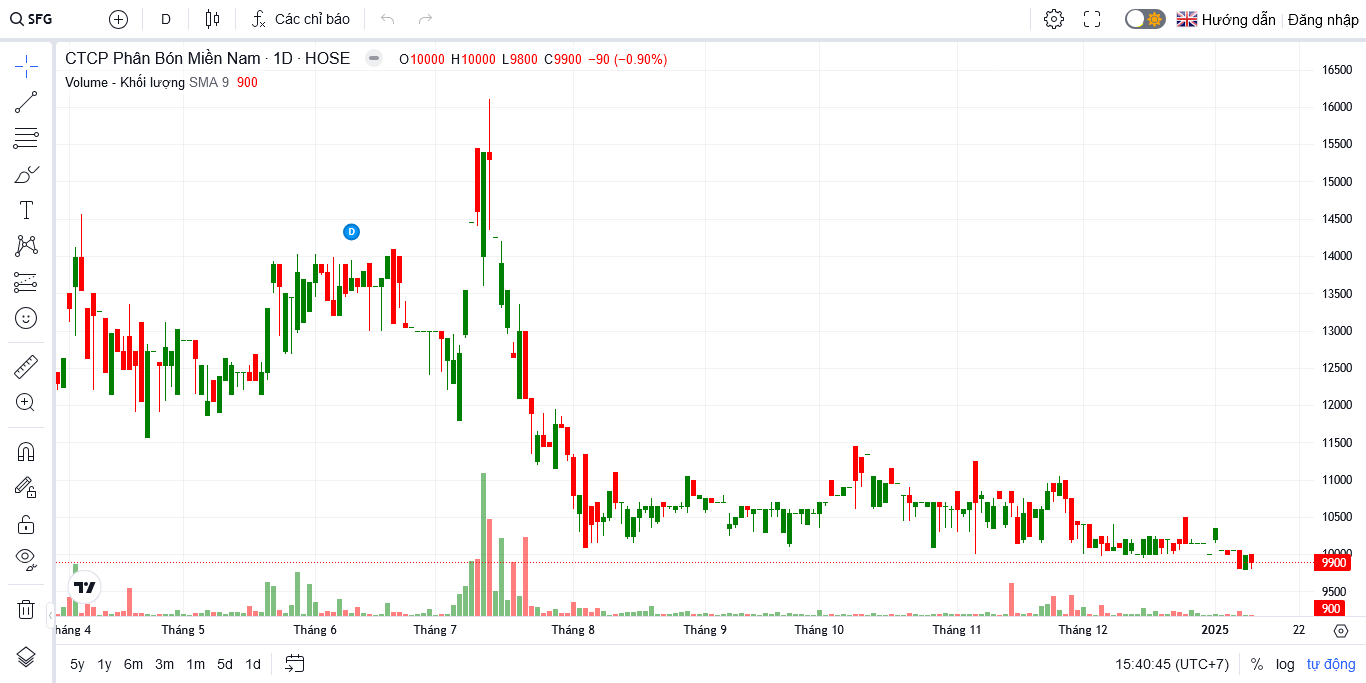 SFG D Các chỉ báo Hướng dẫn Đăng nhập
CTCP Phân Bón Miền Nam · 1D · HOSE O10000 H10000 L9800 C9900 −90 (−0.90%)
Volume - Khối lượng SMA 9 900
16500
16000
15500
15000
14500
D
14000
13500
13000
12500
12000
11500
11000
10500
10000
9900
9500
900
háng 4 Tháng 5 Tháng 6 Tháng 7 Tháng 8 Tháng 9 Tháng 10 Tháng 11 Tháng 12 2025 22
5y 1y 6m 3m 1m 5d 1d 15:40:45 (UTC+7) % log tự động